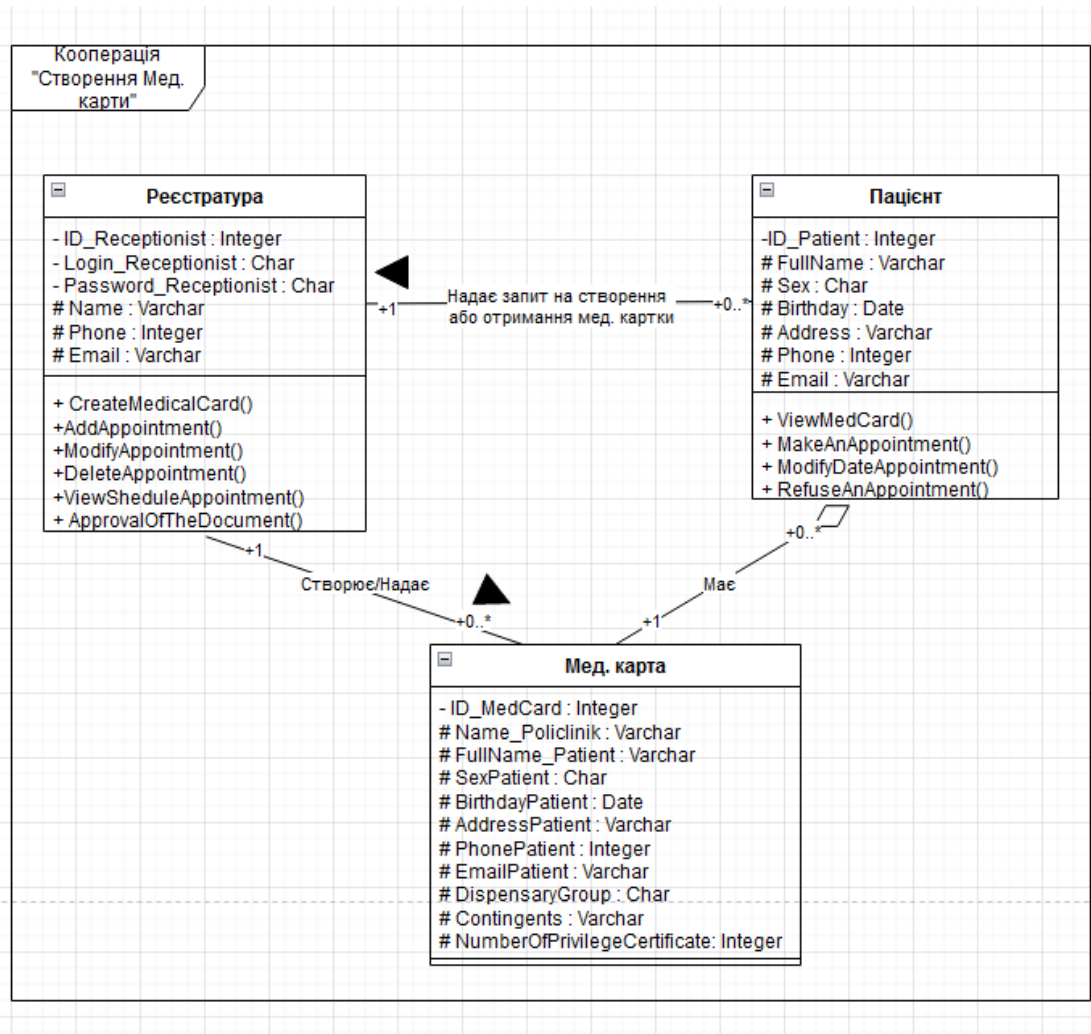 Кооперація
"Створення Мед.
карти"
Реєстратура
- ID_Receptionist : Integer
- Login_Receptionist : Char
- Password_Receptionist : Char
# Name : Varchar
# Phone : Integer
# Email : Varchar
+ CreateMedicalCard()
+AddAppointment()
+ModifyAppointment()
+DeleteAppointment()
+ViewSheduleAppointment()
+ ApprovalOfTheDocument()
+1
Надає запит на створення
або отримання мед. картки
+0..*
Пацієнт
-ID_Patient : Integer
# FullName : Varchar
# Sex : Char
# Birthday : Date
# Address : Varchar
# Phone : Integer
# Email : Varchar
+ ViewMedCard()
+ MakeAnAppointment()
+ ModifyDateAppointment()
+ RefuseAnAppointment()
+1
Створює/Надає
+0..*
+0..*
Має
+1
Мед. карта
- ID_MedCard : Integer
# Name_Policlinik : Varchar
# FullName_Patient : Varchar
# SexPatient : Char
# BirthdayPatient : Date
# AddressPatient : Varchar
# PhonePatient : Integer
# EmailPatient : Varchar
# DispensaryGroup : Char
# Contingents : Varchar
# NumberOfPrivilegeCertificate: Integer